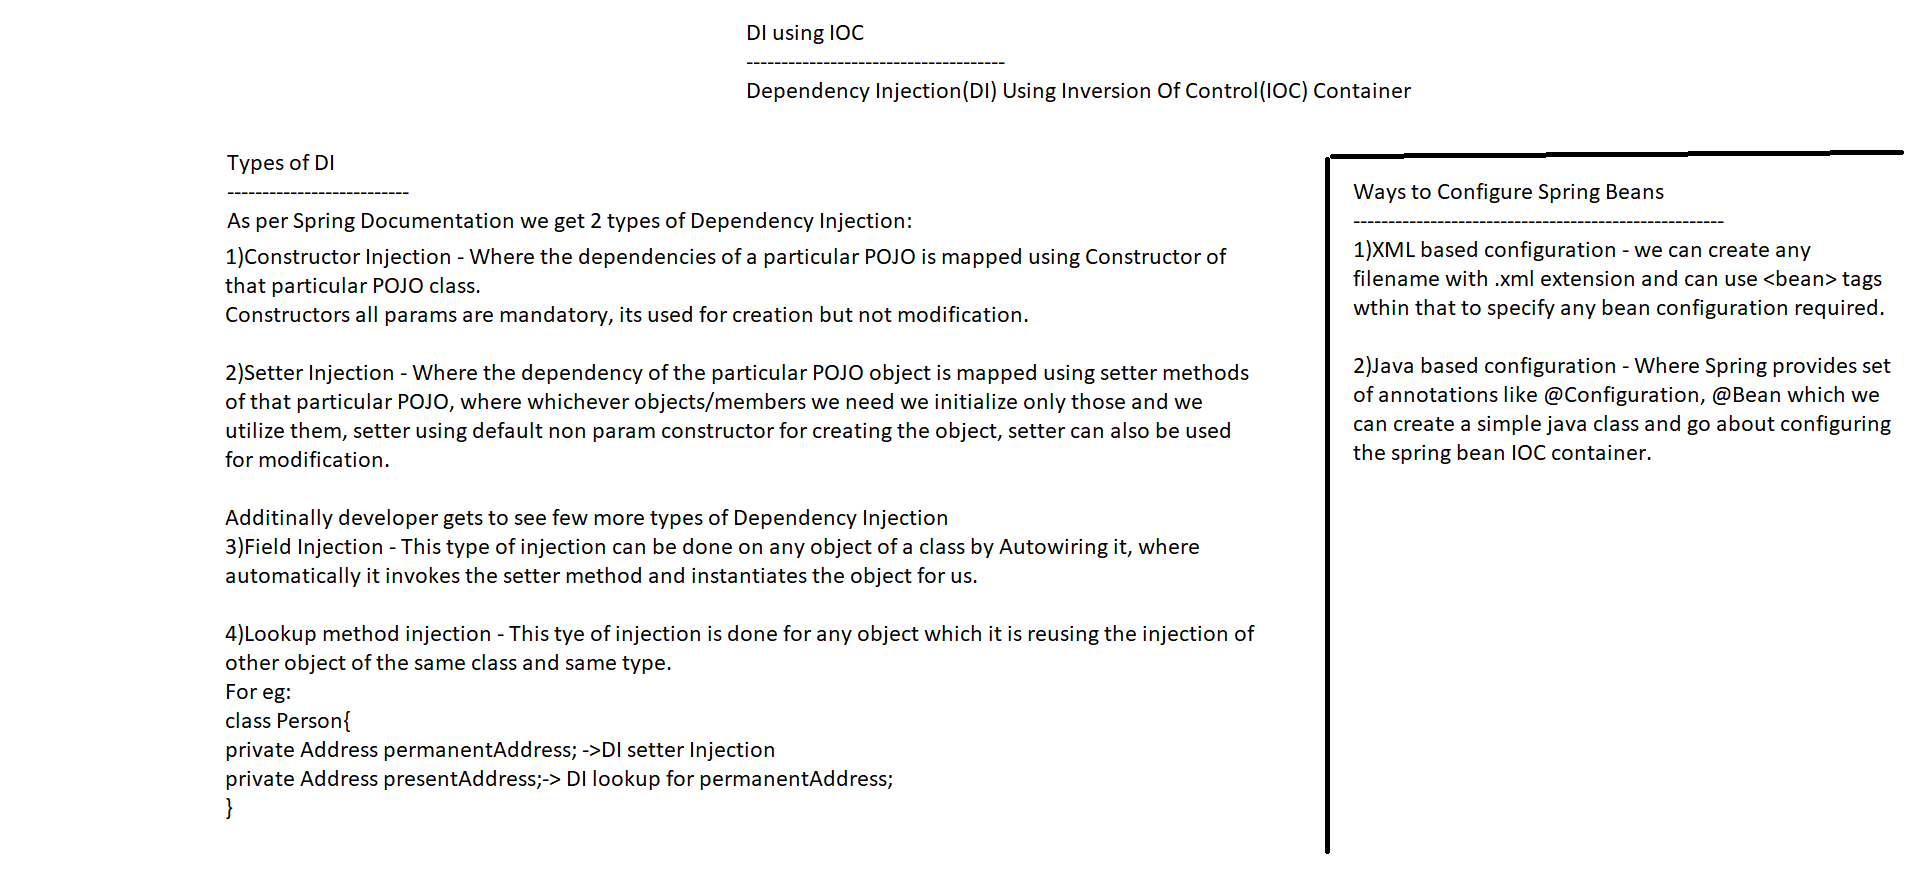 DI using IOC
-------------------------------------
Dependency Injection(DI) Using Inversion Of Control(IOC) Container
Types of DI
--------------------------
As per Spring Documentation we get 2 types of Dependency Injection:
1)Constructor Injection - Where the dependencies of a particular POJO is mapped using Constructor of
that particular POJO class.
Constructors all params are mandatory, its used for creation but not modification.
2)Setter Injection - Where the dependency of the particular POJO object is mapped using setter methods
of that particular POJO, where whichever objects/members we need we initialize only those and we
utilize them, setter using default non param constructor for creating the object, setter can also be used
for modification.
Additinally developer gets to see few more types of Dependency Injection
3)Field Injection - This type of injection can be done on any object of a class by Autowiring it, where
automatically it invokes the setter method and instantiates the object for us.
4)Lookup method injection - This tye of injection is done for any object which it is reusing the injection of
other object of the same class and same type.
For eg:
class Person{
private Address permanentAddress; ->DI setter Injection
private Address presentAddress;-> DI lookup for permanentAddress;
}
Ways to Configure Spring Beans
-----------------------------------------------------
1)XML based configuration - we can create any
filename with .xml extension and can use <bean> tags
wthin that to specify any bean configuration required.
2)Java based configuration - Where Spring provides set
of annotations like @Configuration, @Bean which we
can create a simple java class and go about configuring
the spring bean IOC container.